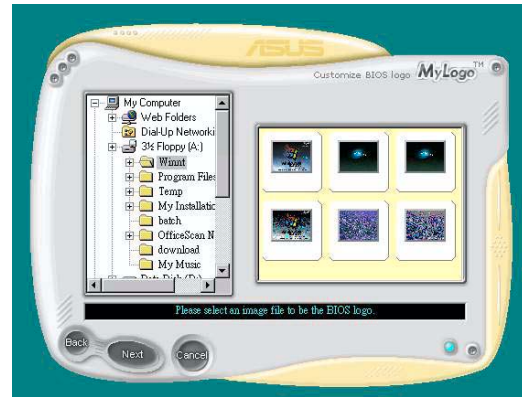 ASUS
Customize BIOS logo MyLogo™
My Computer
Web Folders
Dial-Up Networki
3½ Floppy (A:)
Winnt
Program Files
Temp
My Installatic
batch
OfficeScan N
download
My Music
Please select an image file to be the BIOS logo.
Back
Next
Cancel